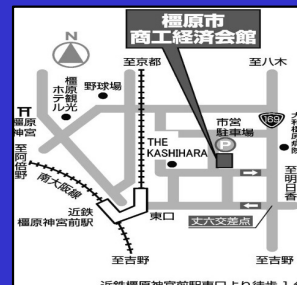 橿原市
商工経済会館
N
至京都
至八木
橿原観光ホテル
野球場
市営
駐車場
P
169
橿原神宮
THE
KASHIHARA
至阿倍野
南大阪線
至明日香
近鉄
橿原神宮前駅
東口
丈六交差点
至吉野
至吉野